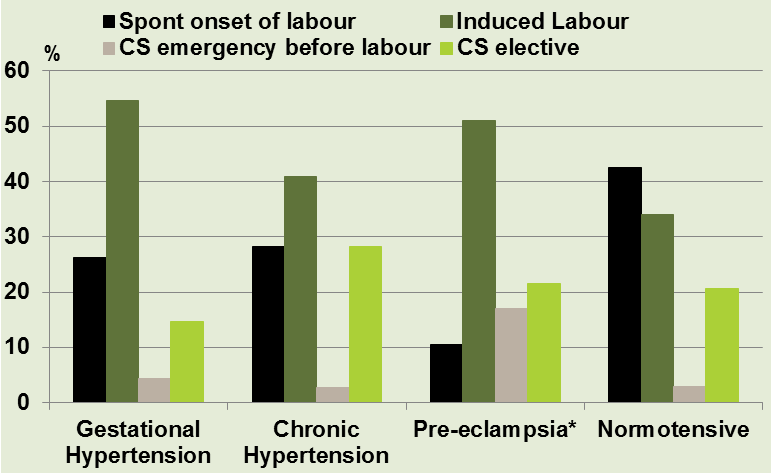 Spont onset of labour Induced Labour
CS emergency before labour CS elective
%
60
50
40
30
20
10
0
Gestational Hypertension
Chronic Hypertension
Pre-eclampsia*
Normotensive